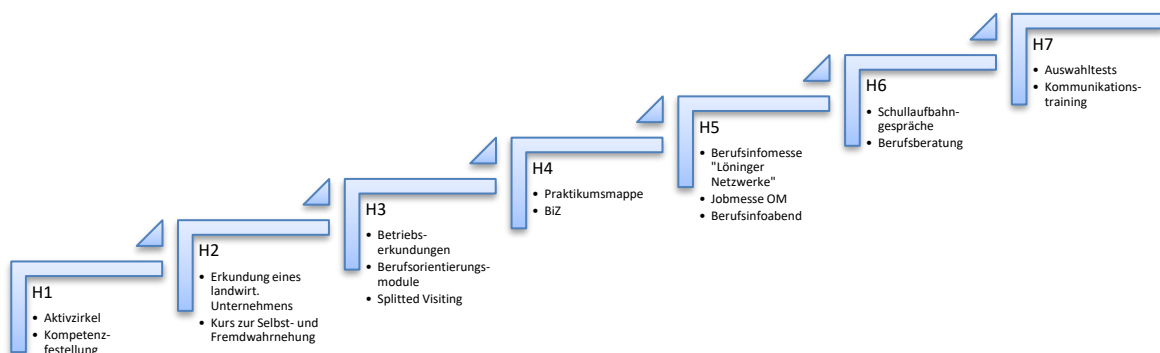 H1
• Aktivzirkel
• Kompetenz-
festellung
H2
• Erkundung eines
landwirt.
Unternehmens
• Kurs zur Selbst- und
Fremdwahrnehung
H3
• Betriebs-
erkundungen
• Berufsorientierungs-
module
• Splitted Visiting
H4
• Praktikumsmappe
• BiZ
H5
• Berufsinfomesse
"Löninger
Netzwerke"
• Jobmesse OM
• Berufsinfoabend
H6
• Schullaufbahn-
gespräche
• Berufsberatung
H7
• Auswahltests
• Kommunikations-
training